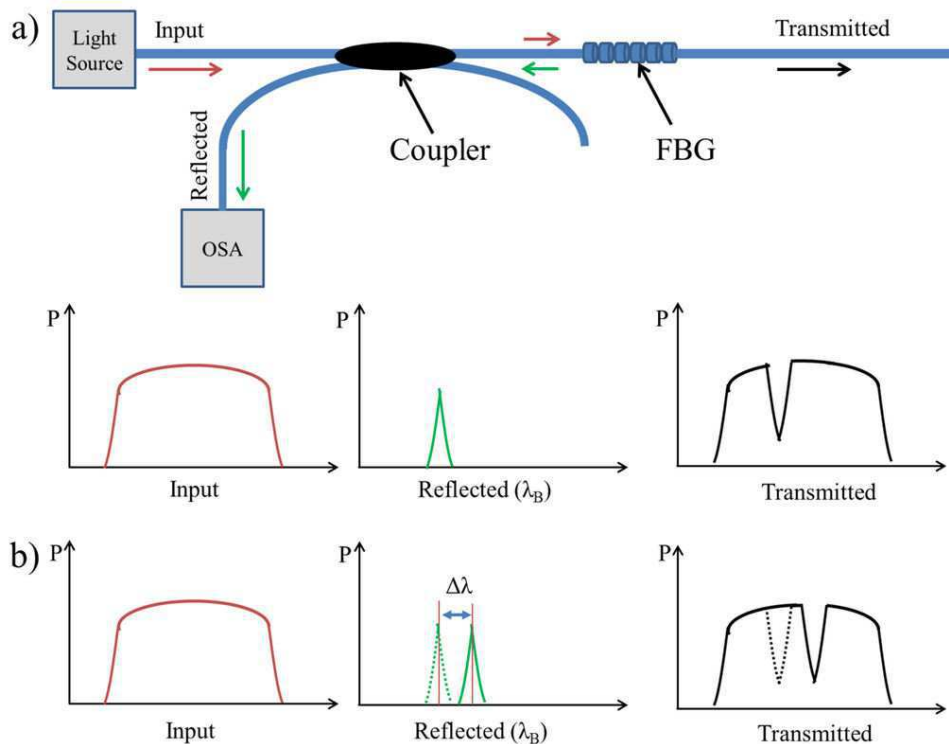 a)
Light
Source
Input
Transmitted
Reflected
Coupler
FBG
OSA
P
P
P
Input
Reflected (λB)
Transmitted
b)
P
P
Δλ
P
Input
Reflected (λB)
Transmitted